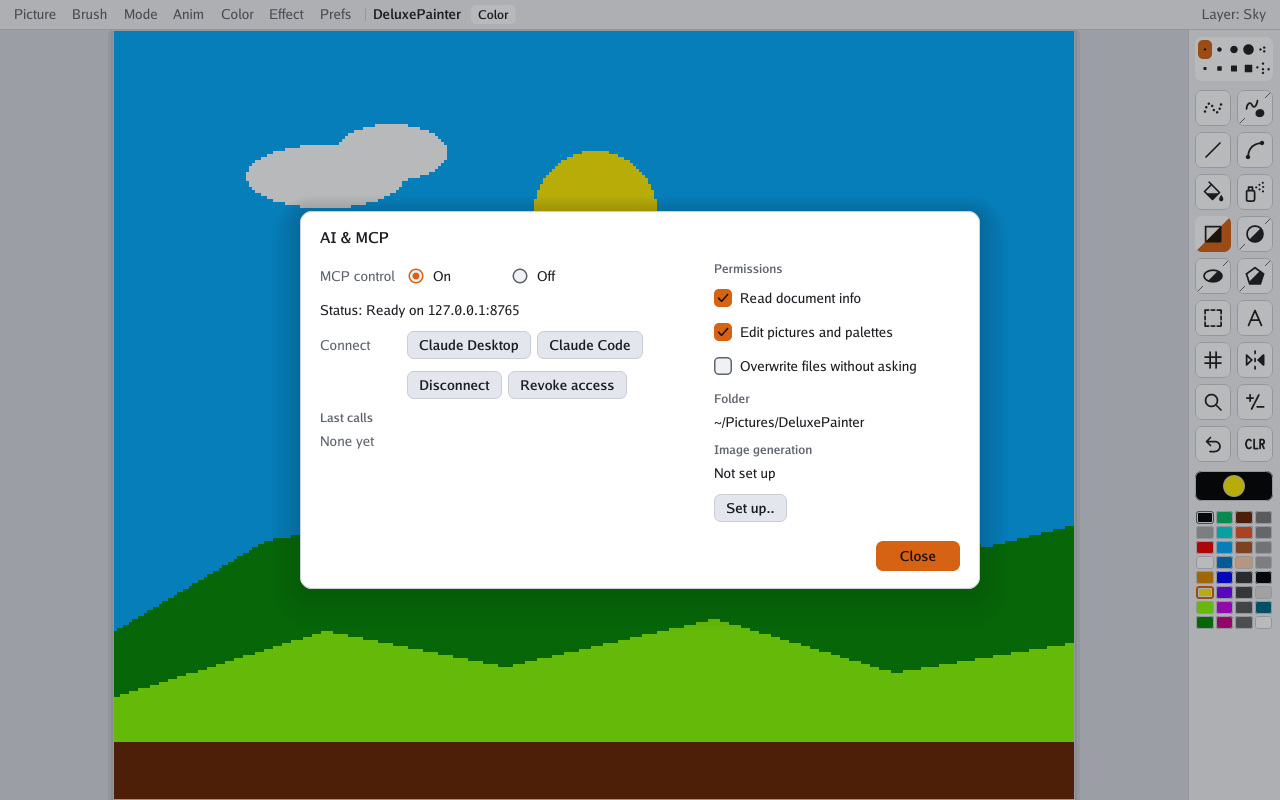 Picture Brush Mode Anim Color Effect Prefs DeluxePainter Color Layer: Sky
AI & MCP
MCP control On Off
Status: Ready on 127.0.0.1:8765
Connect Claude Desktop Claude Code
Disconnect Revoke access
Last calls
None yet
Permissions
Read document info
Edit pictures and palettes
Overwrite files without asking
Folder
~/Pictures/DeluxePainter
Image generation
Not set up
Set up..
Close
A
CLR